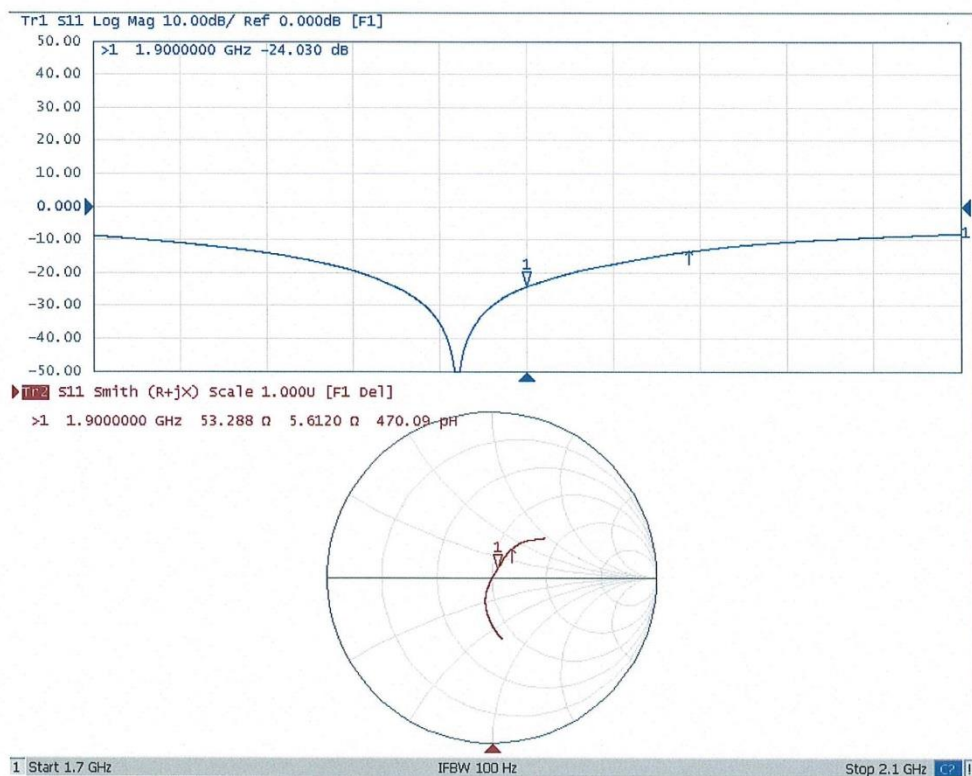 Tr1 S11 Log Mag 10.00dB/ Ref 0.000dB [F1]
50.00
>1 1.9000000 GHz -24.030 dB
40.00
30.00
20.00
10.00
0.000
-10.00
1
1
-20.00
-30.00
-40.00
-50.00
Tr2 S11 Smith (R+jX) Scale 1.000U [F1 Del]
>1 1.9000000 GHz 53.288 Ω 5.6120 Ω 470.09 pH
1
1 Start 1.7 GHz IFBW 100 Hz Stop 2.1 GHz C?